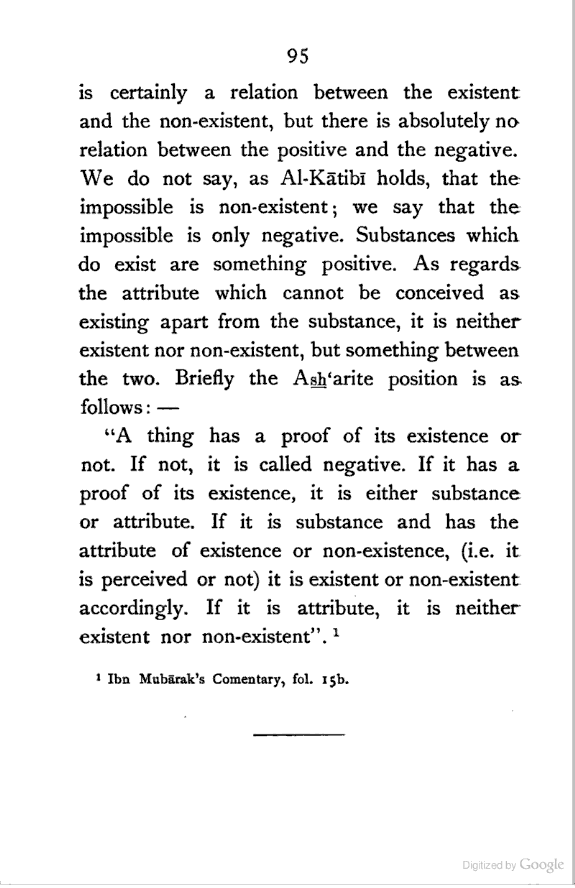 95
is certainly a relation between the existent
and the non-existent, but there is absolutely no
relation between the positive and the negative.
We do not say, as Al-Kātibī holds, that the
impossible is non-existent; we say that the
impossible is only negative. Substances which
do exist are something positive. As regards
the attribute which cannot be conceived as
existing apart from the substance, it is neither
existent nor non-existent, but something between
the two. Briefly the Ash‘arite position is as
follows: —
“A thing has a proof of its existence or
not. If not, it is called negative. If it has a
proof of its existence, it is either substance
or attribute. If it is substance and has the
attribute of existence or non-existence, (i.e. it
is perceived or not) it is existent or non-existent
accordingly. If it is attribute, it is neither
existent nor non-existent”. ¹
¹ Ibn Mubārak’s Comentary, fol. 15b.
Digitized by Google